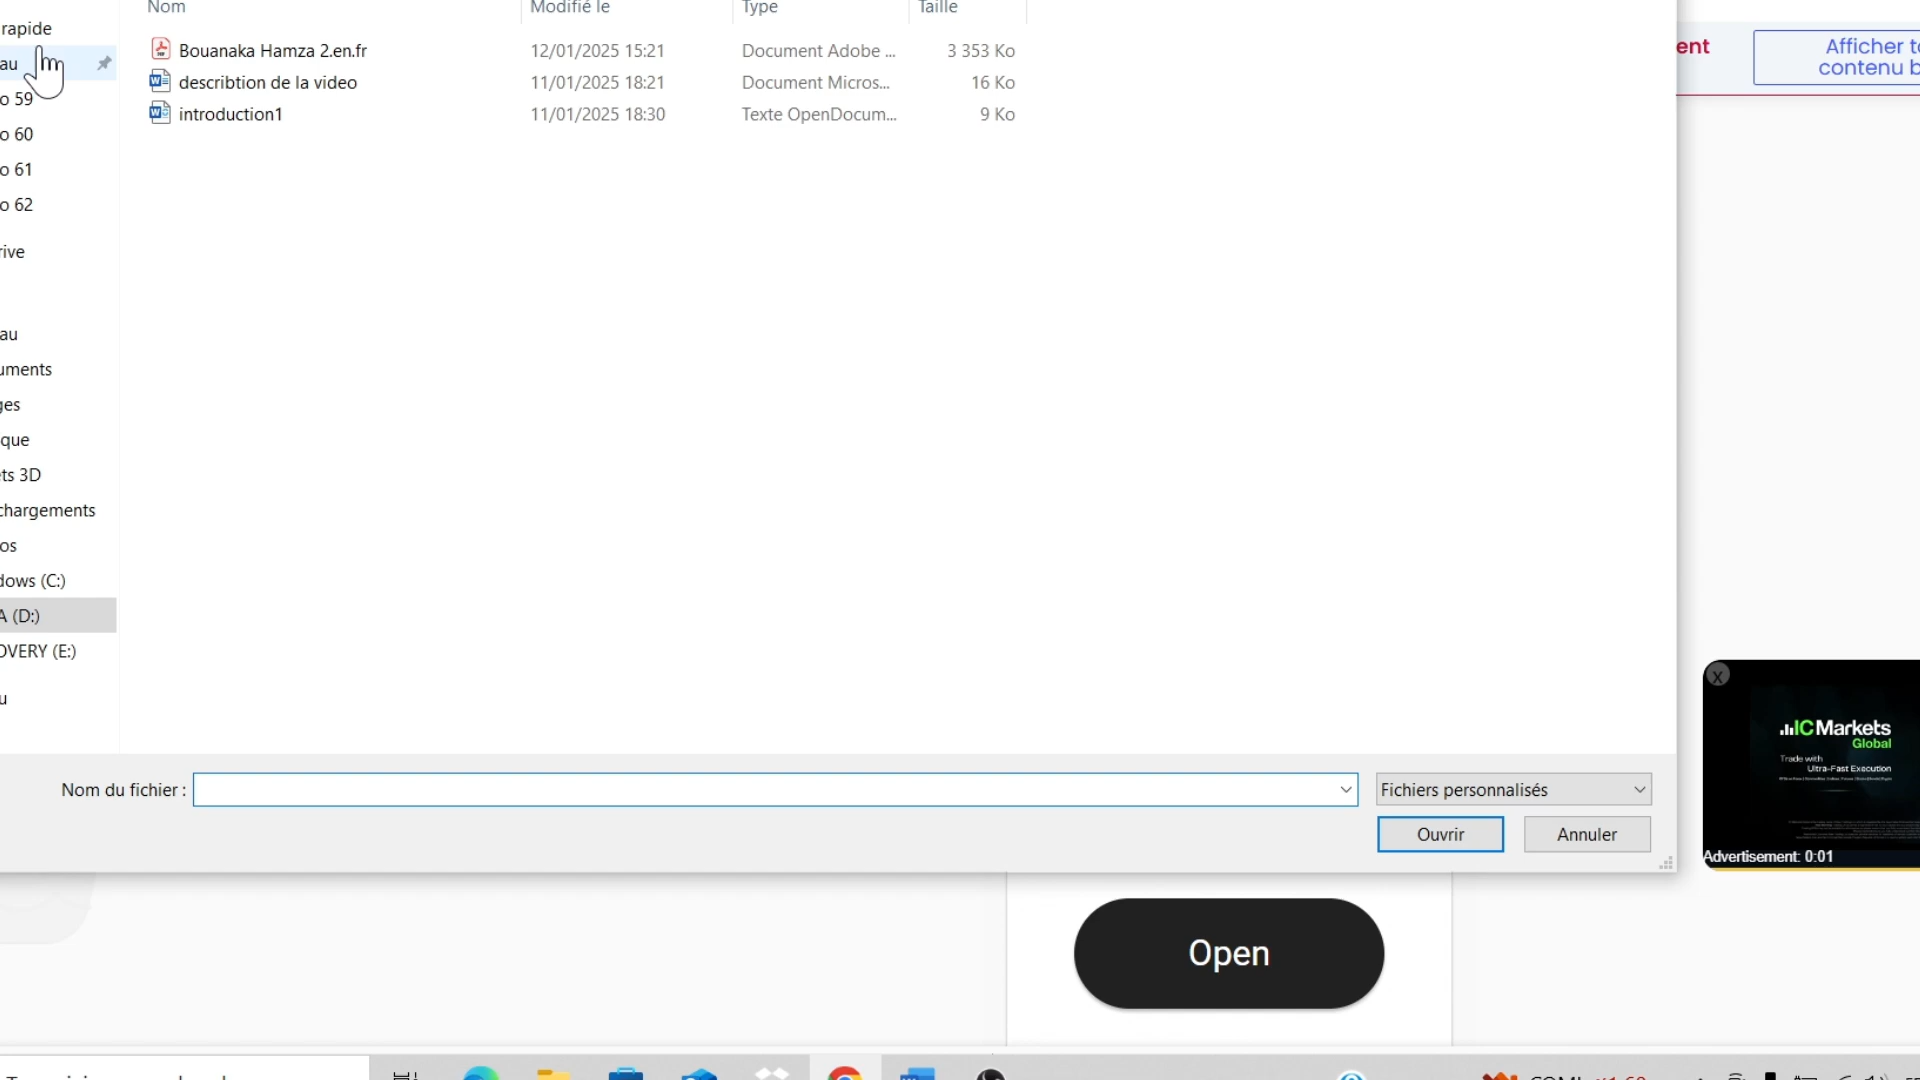 Nom Modifié le Type Taille
rapide
au
Bouanaka Hamza 2.en.fr 12/01/2025 15:21 Document Adobe ... 3 353 Ko
describtion de la video 11/01/2025 18:21 Document Micros... 16 Ko
introduction1 11/01/2025 18:30 Texte OpenDocum... 9 Ko
o 59
o 60
o 61
o 62
rive
au
uments
ges
que
ts 3D
chargements
os
dows (C:)
A (D:)
OVERY (E:)
u
Nom du fichier :
Fichiers personnalisés
Ouvrir Annuler
ent
Afficher to
contenu b
x
IC Markets
Global
Trade with
Ultra-Fast Execution
Advertisement: 0:01
Open